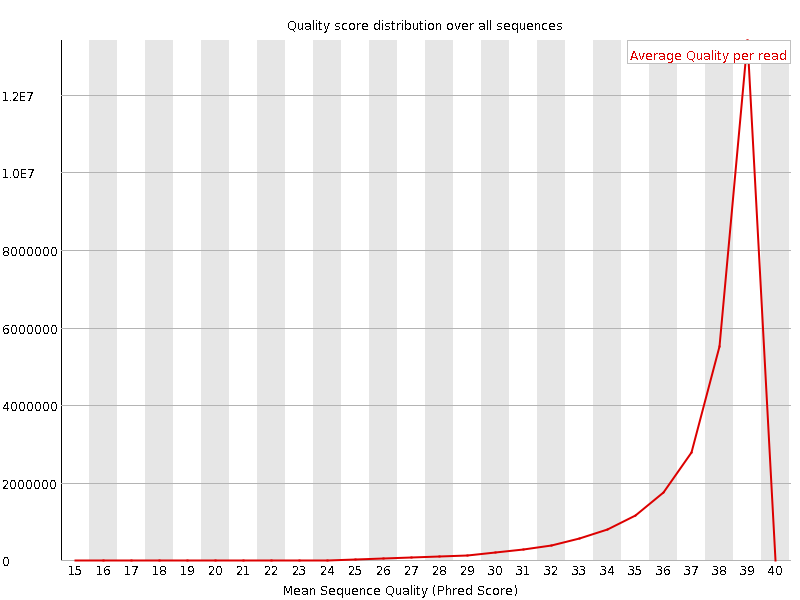 Quality score distribution over all sequences
Average Quality per read
1.2E7
1.0E7
8000000
6000000
4000000
2000000
0
15 16 17 18 19 20 21 22 23 24 25 26 27 28 29 30 31 32 33 34 35 36 37 38 39 40
Mean Sequence Quality (Phred Score)